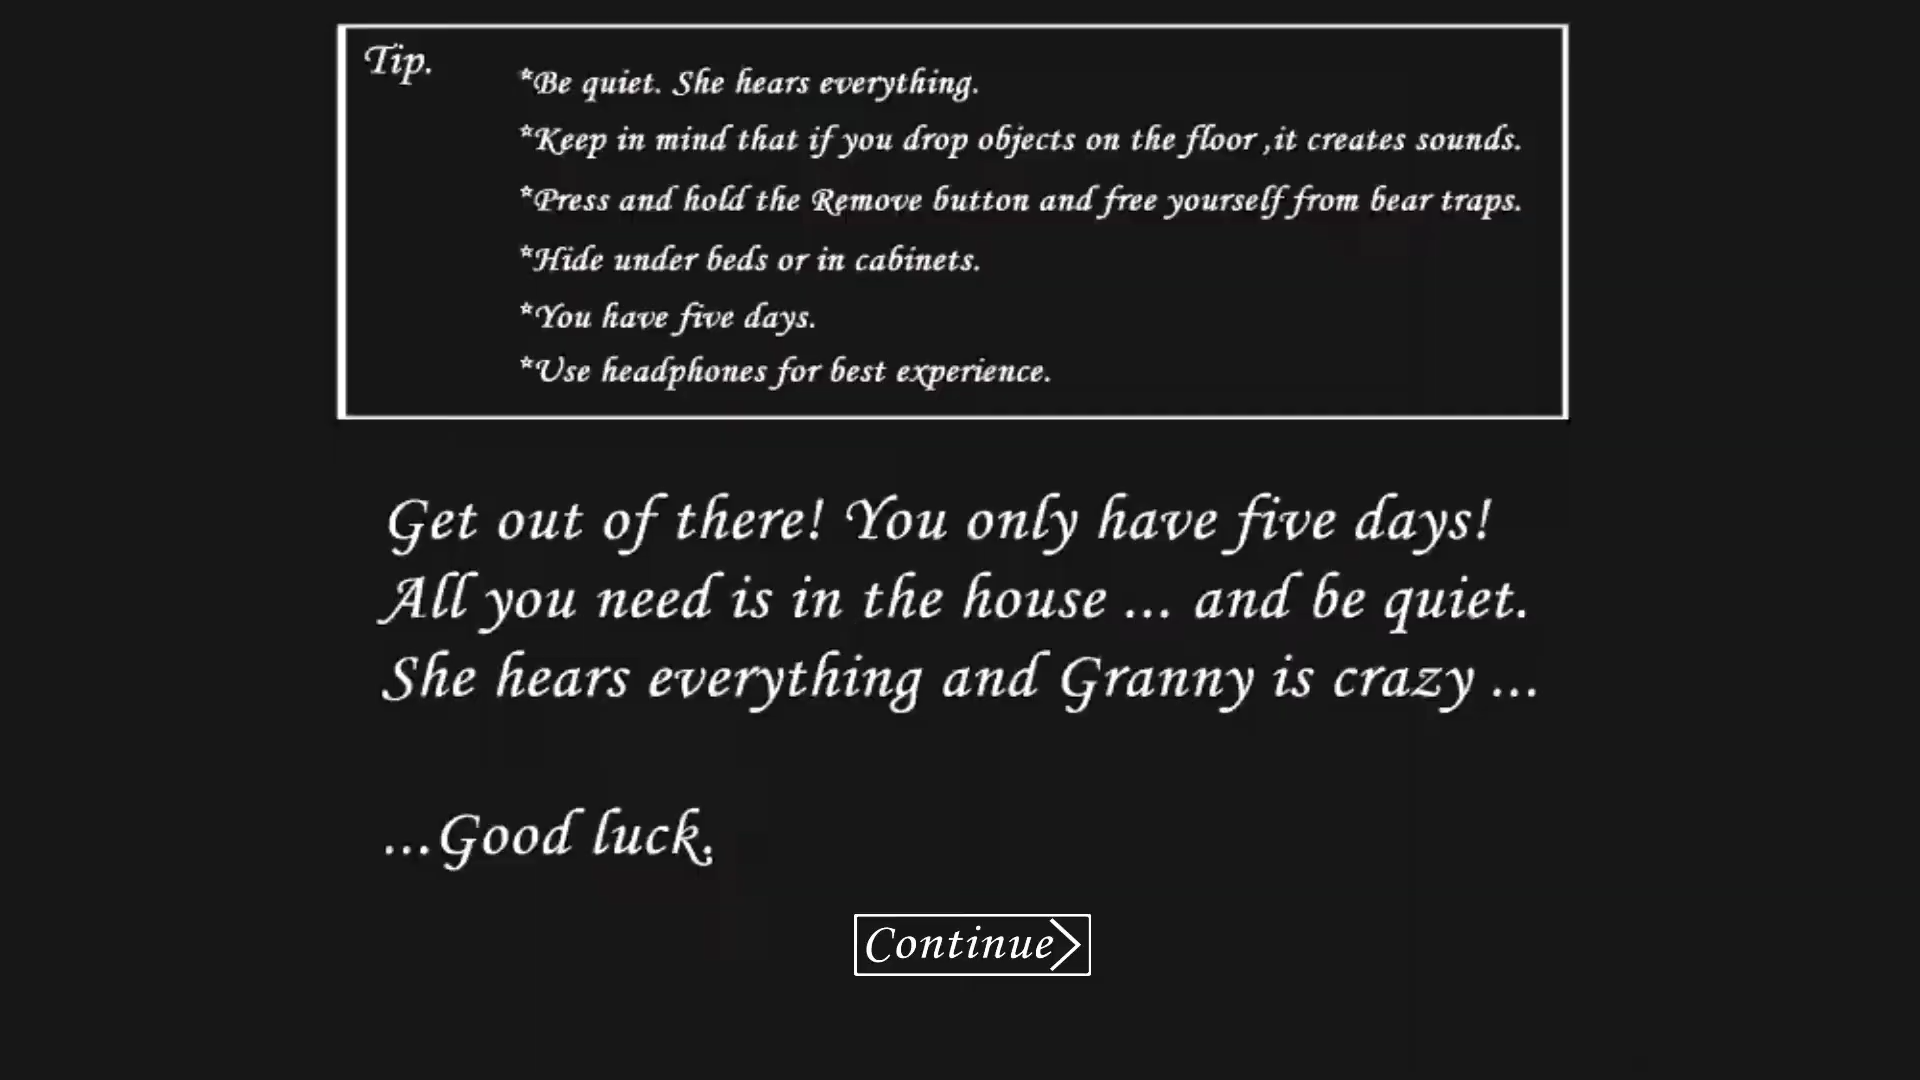 Tip.
*Be quiet. She hears everything.
*Keep in mind that if you drop objects on the floor ,it creates sounds.
*Press and hold the Remove button and free yourself from bear traps.
*Hide under beds or in cabinets.
*You have five days.
*Use headphones for best experience.
Get out of there! You only have five days!
All you need is in the house ... and be quiet.
She hears everything and Granny is crazy ...
...Good luck.
Continue>